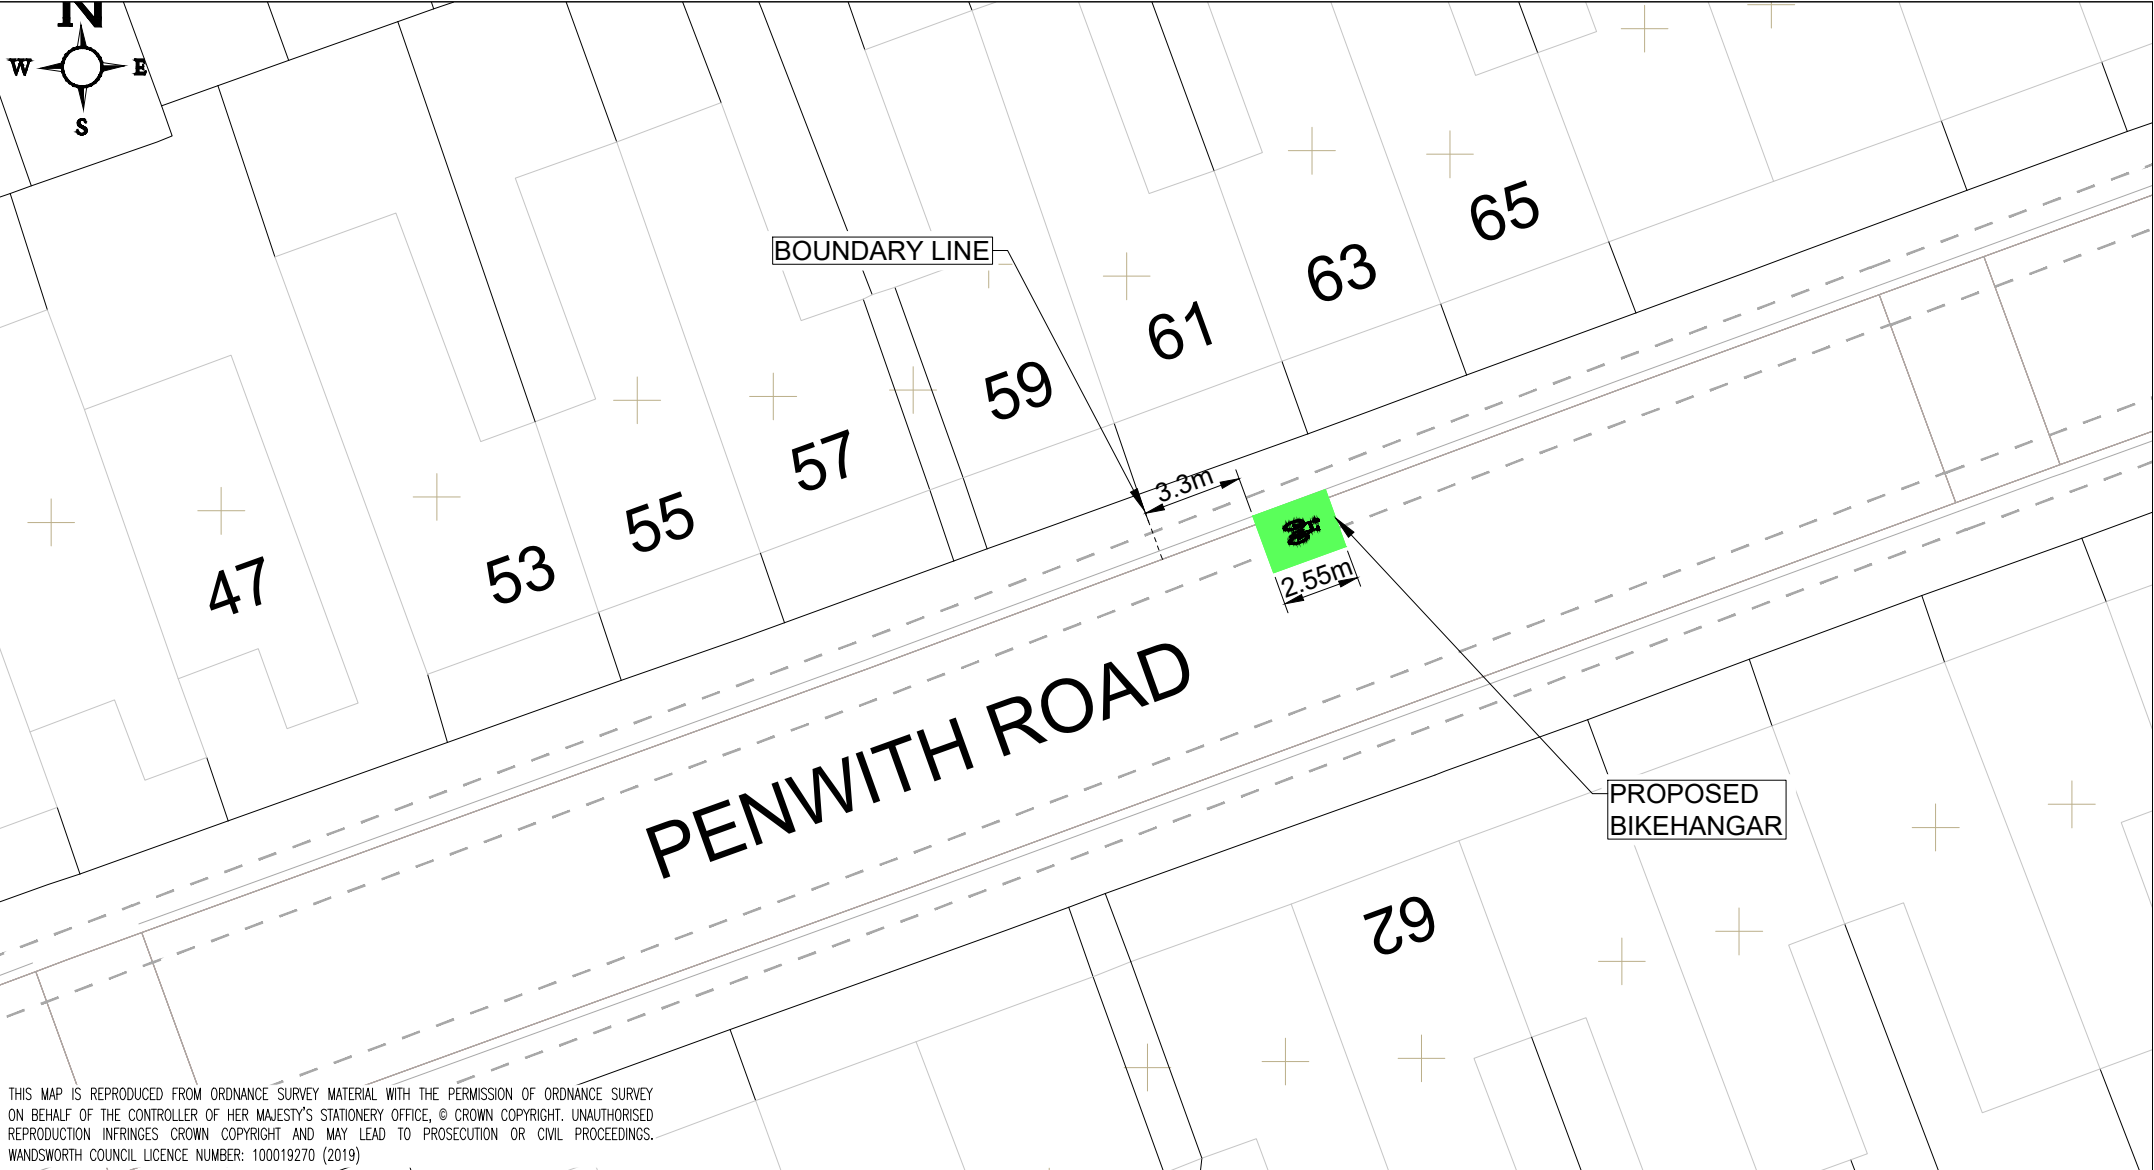 N
W E
S
BOUNDARY LINE
65
63
61
59
57
55
53
47
3.3m
2.55m
PENWITH ROAD
PROPOSED
BIKEHANGAR
62
THIS MAP IS REPRODUCED FROM ORDNANCE SURVEY MATERIAL WITH THE PERMISSION OF ORDNANCE SURVEY
ON BEHALF OF THE CONTROLLER OF HER MAJESTY'S STATIONERY OFFICE, © CROWN COPYRIGHT. UNAUTHORISED
REPRODUCTION INFRINGES CROWN COPYRIGHT AND MAY LEAD TO PROSECUTION OR CIVIL PROCEEDINGS.
WANDSWORTH COUNCIL LICENCE NUMBER: 100019270 (2019)